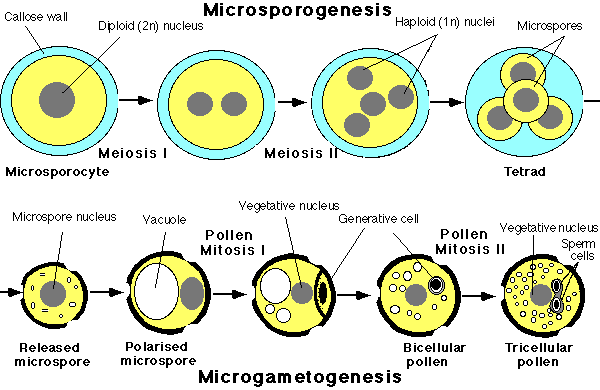 Microsporogenesis
Callose wall
Diploid (2n) nucleus
Haploid (1n) nuclei
Microspores
Meiosis I
Meiosis II
Microsporocyte
Tetrad
Microspore nucleus
Vacuole
Pollen
Mitosis I
Vegetative nucleus
Generative cell
Pollen
Mitosis II
Vegetative nucleus
Sperm
cells
Released
microspore
Polarised
microspore
Bicellular
pollen
Tricellular
pollen
Microgametogenesis